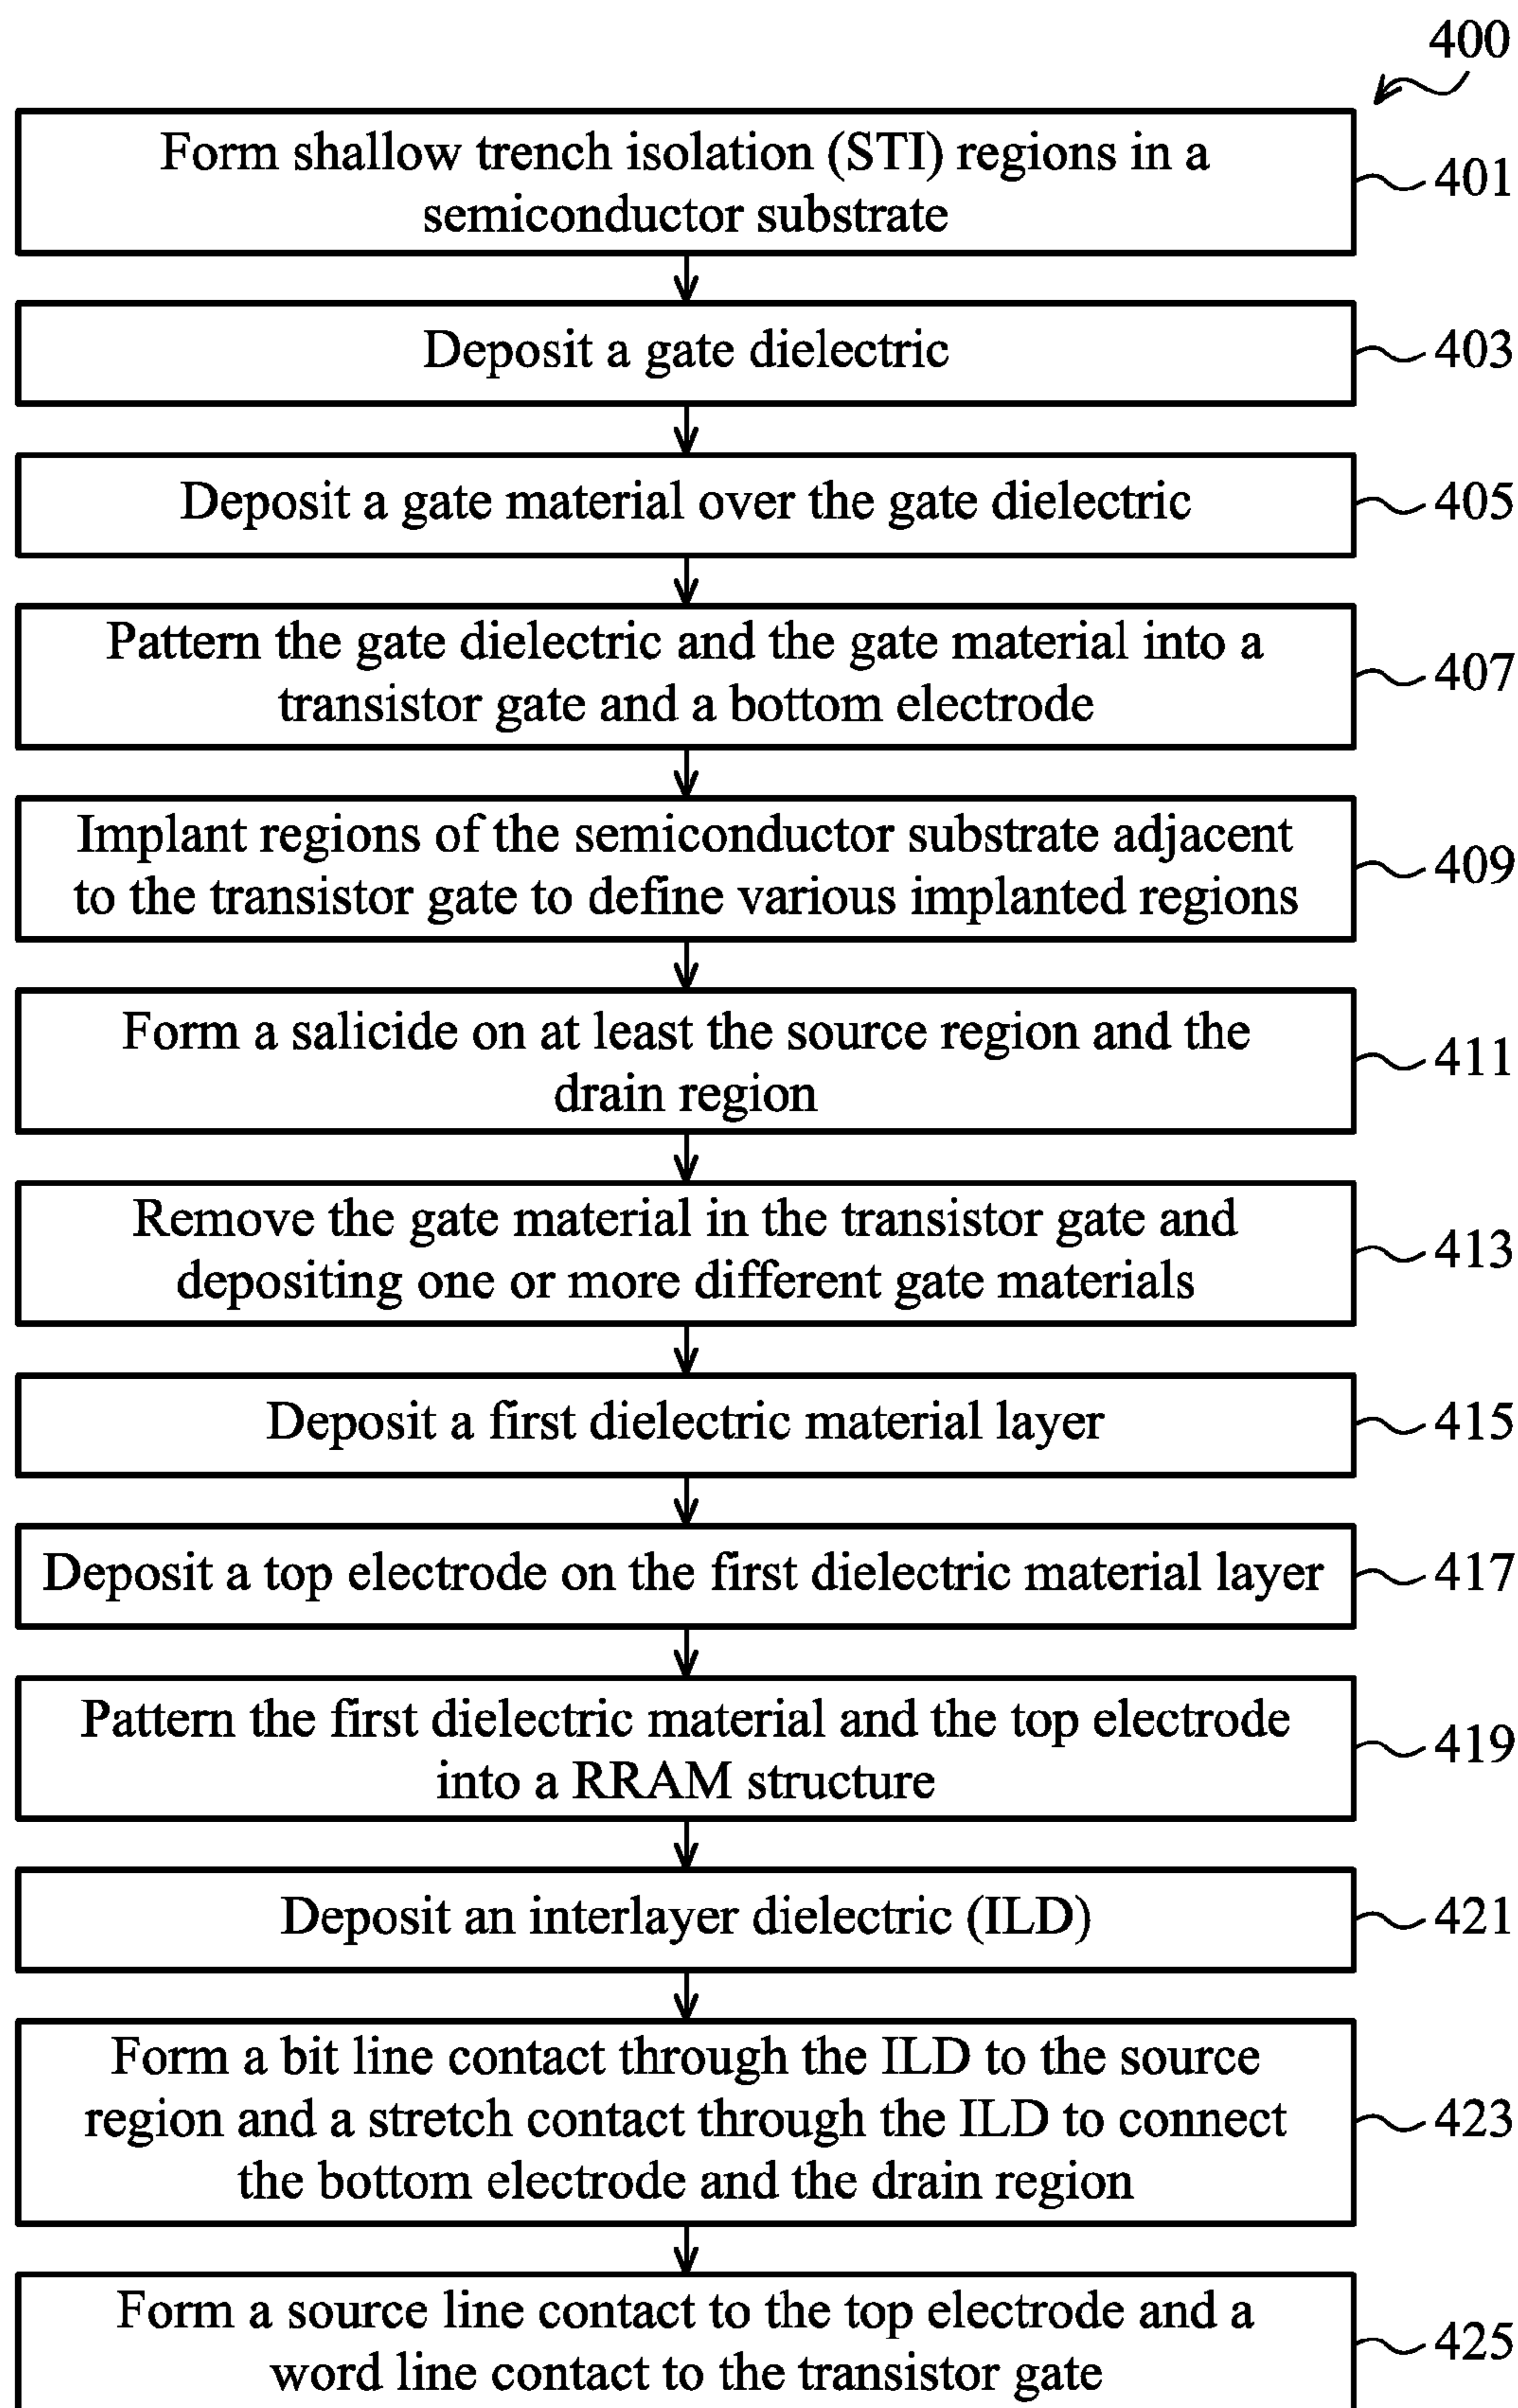 400
Form shallow trench isolation (STI) regions in a
semiconductor substrate
401
Deposit a gate dielectric
403
Deposit a gate material over the gate dielectric
405
Pattern the gate dielectric and the gate material into a
transistor gate and a bottom electrode
407
Implant regions of the semiconductor substrate adjacent
to the transistor gate to define various implanted regions
409
Form a salicide on at least the source region and the
drain region
411
Remove the gate material in the transistor gate and
depositing one or more different gate materials
413
Deposit a first dielectric material layer
415
Deposit a top electrode on the first dielectric material layer
417
Pattern the first dielectric material and the top electrode
into a RRAM structure
419
Deposit an interlayer dielectric (ILD)
421
Form a bit line contact through the ILD to the source
region and a stretch contact through the ILD to connect
the bottom electrode and the drain region
423
Form a source line contact to the top electrode and a
word line contact to the transistor gate
425